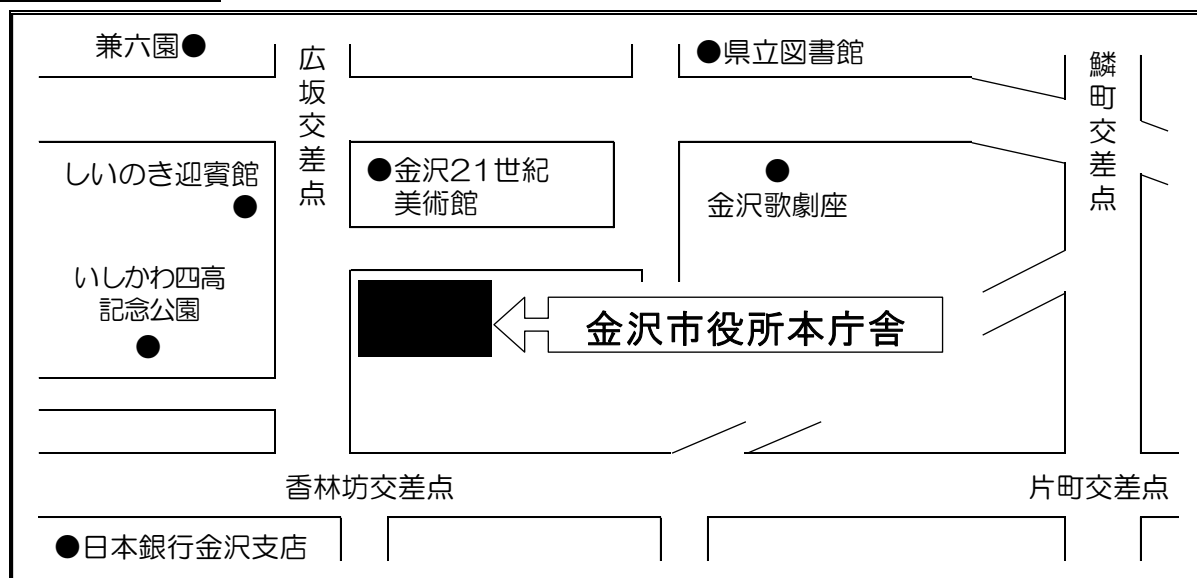 兼六園●
広坂交差点
●県立図書館
鱗町交差点
しいのき迎賓館
●金沢21世紀
美術館
金沢歌劇座
いしかわ四高
記念公園
金沢市役所本庁舎
香林坊交差点
片町交差点
●日本銀行金沢支店